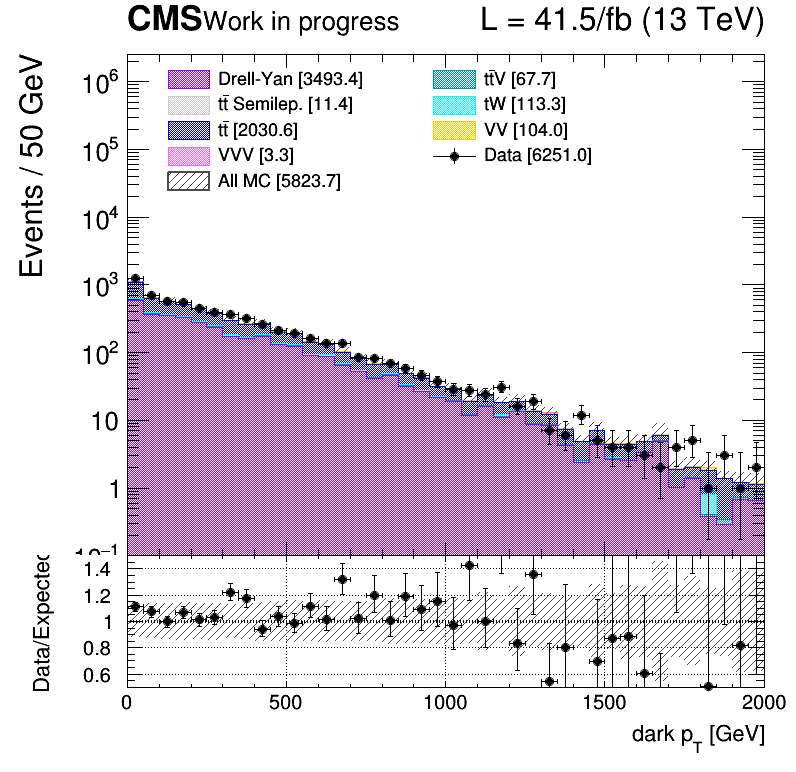 CMS Work in progress L = 41.5/fb (13 TeV)
Events / 50 GeV
10⁶
10⁵
10⁴
10³
10²
10
1
10⁻¹
Drell-Yan [3493.4]
tt̄ Semilep. [11.4]
tt̄ [2030.6]
VVV [3.3]
All MC [5823.7]
tt̄V [67.7]
tW [113.3]
VV [104.0]
Data [6251.0]
Data/Expected
1.4
1.2
1
0.8
0.6
0 500 1000 1500 2000
dark p_T [GeV]